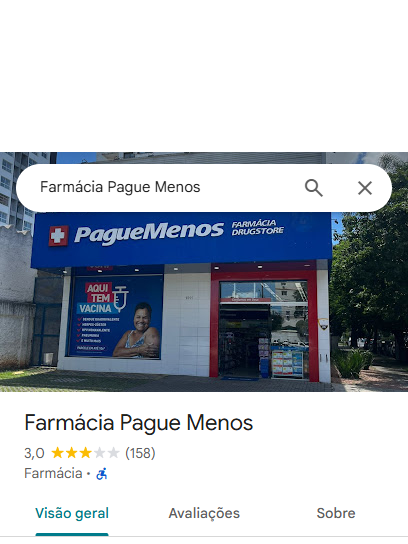 Farmácia Pague Menos
PagueMenos FARMÁCIA
DRUGSTORE
AQUI
TEM
VACINA
Farmácia Pague Menos
3,0 (158)
Farmácia ·
Visão geral Avaliações Sobre